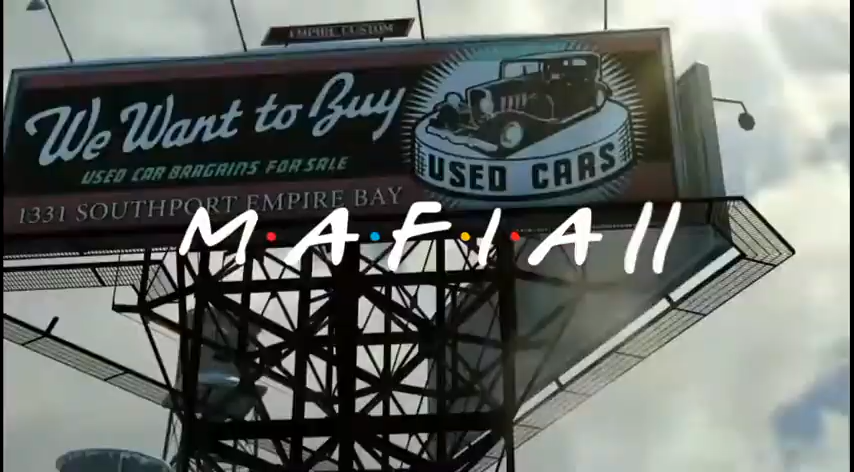 EMPIRE CUSTOM
We Want to Buy
USED CAR BARGAINS FOR SALE
1331 SOUTHPORT EMPIRE BAY
USED CARS
M•A•F•I•A II